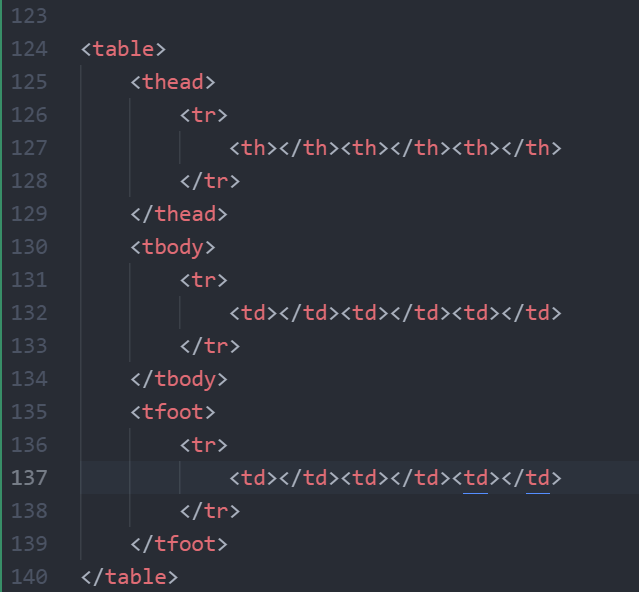 123
124 <table>
125 <thead>
126 <tr>
127 <th></th><th></th><th></th>
128 </tr>
129 </thead>
130 <tbody>
131 <tr>
132 <td></td><td></td><td></td>
133 </tr>
134 </tbody>
135 <tfoot>
136 <tr>
137 <td></td><td></td><td></td>
138 </tr>
139 </tfoot>
140 </table>